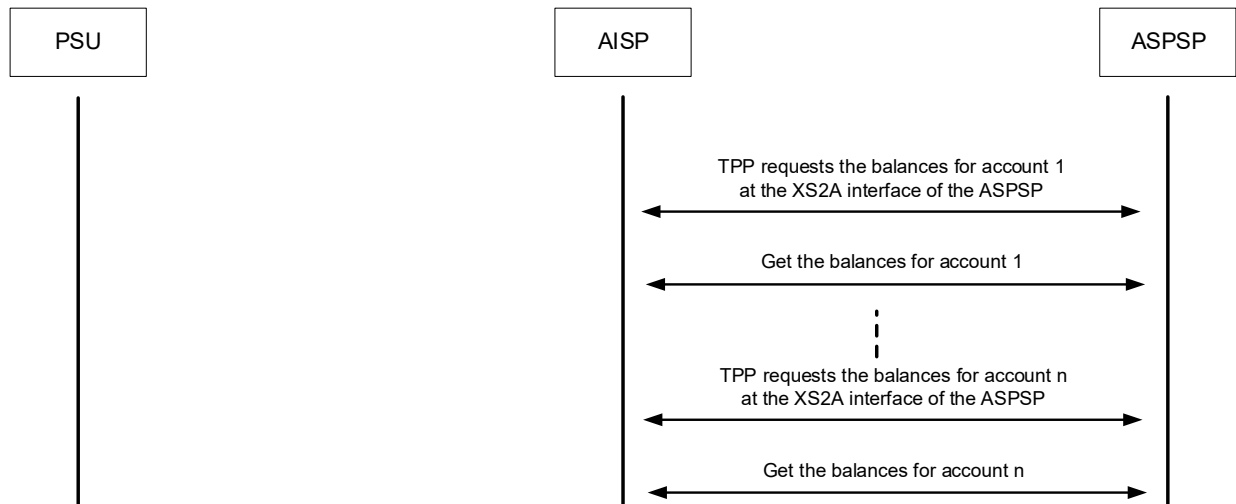 PSU
AISP
ASPSP
TPP requests the balances for account 1
at the XS2A interface of the ASPSP
Get the balances for account 1
TPP requests the balances for account n
at the XS2A interface of the ASPSP
Get the balances for account n